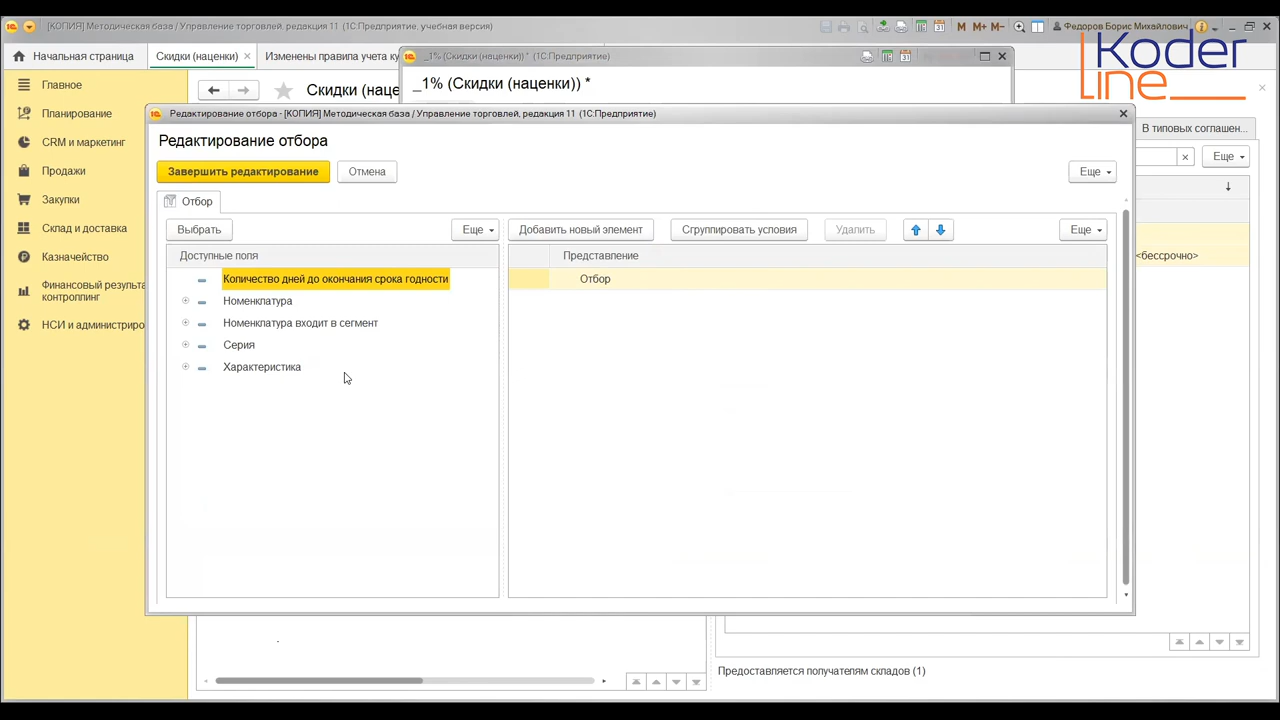 [КОПИЯ] Методическая база / Управление торговлей, редакция 11 (1С:Предприятие, учебная версия)
M M+ M-
Федоров Борис Михайлович
Koder
line
Начальная страница
Скидки (наценки)
Изменены правила учета ку
_1% (Скидки (наценки)) * (1С:Предприятие)
_1% (Скидки (наценки)) *
Скидки (наце
Главное
Планирование
CRM и маркетинг
Продажи
Закупки
Склад и доставка
Казначейство
Финансовый результа
контроллинг
НСИ и администриро
Редактирование отбора - [КОПИЯ] Методическая база / Управление торговлей, редакция 11 (1С:Предприятие)
Редактирование отбора
Завершить редактирование
Отмена
Еще
Отбор
Выбрать
Еще
Добавить новый элемент
Сгруппировать условия
Удалить
Еще
Доступные поля
Представление
Количество дней до окончания срока годности
Отбор
Номенклатура
Номенклатура входит в сегмент
Серия
Характеристика
В типовых соглашен...
Еще
<бессрочно>
Предоставляется получателям складов (1)